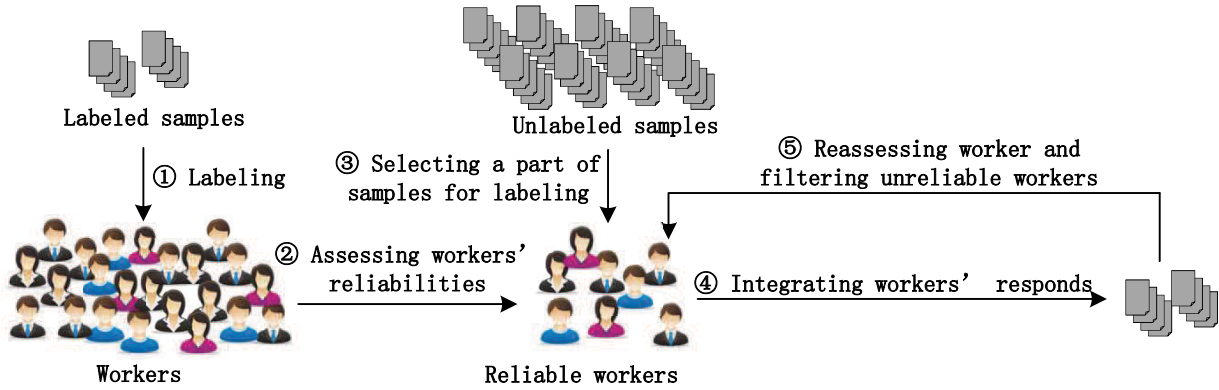 Labeled samples
Unlabeled samples
① Labeling
③ Selecting a part of
samples for labeling
⑤ Reassessing worker and
filtering unreliable workers
② Assessing workers’
reliabilities
④ Integrating workers’ responds
Workers
Reliable workers